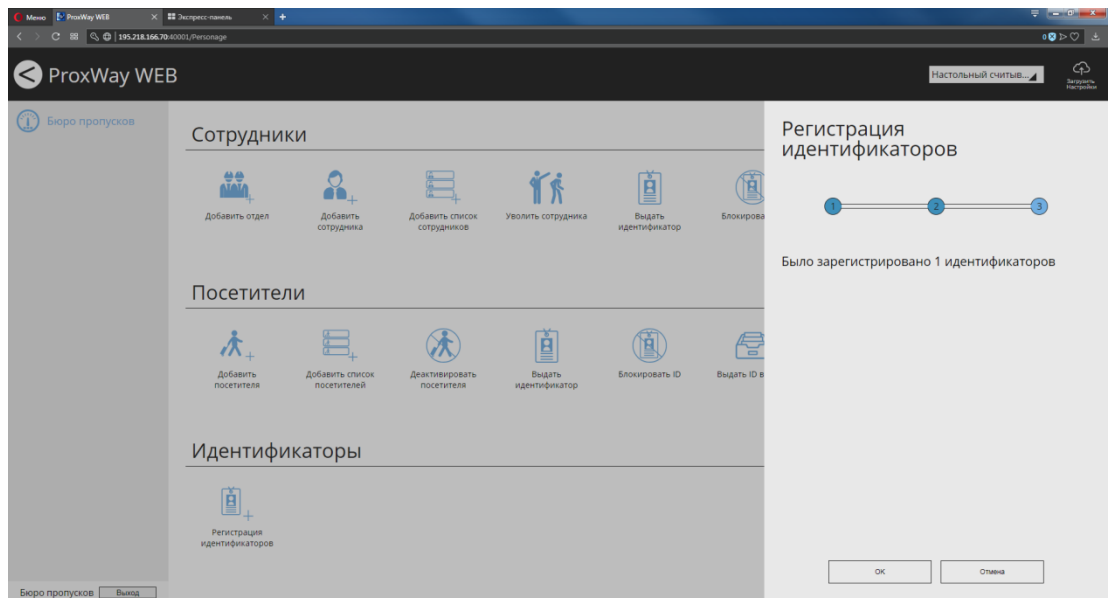 Меню
ProxWay WEB
Экспресс-панель
195.218.166.70:40001/Personage
0
ProxWay WEB
Настольный считыв...
Загрузить
Настройки
Бюро пропусков
Сотрудники
Добавить отдел
Добавить
сотрудника
Добавить список
сотрудников
Уволить сотрудника
Выдать
идентификатор
Блокирова
Посетители
Добавить
посетителя
Добавить список
посетителей
Деактивировать
посетителя
Выдать
идентификатор
Блокировать ID
Выдать ID в
Идентификаторы
Регистрация
идентификаторов
Регистрация
идентификаторов
1
2
3
Было зарегистрировано 1 идентификаторов
OK
Отмена
Бюро пропусков
Выход